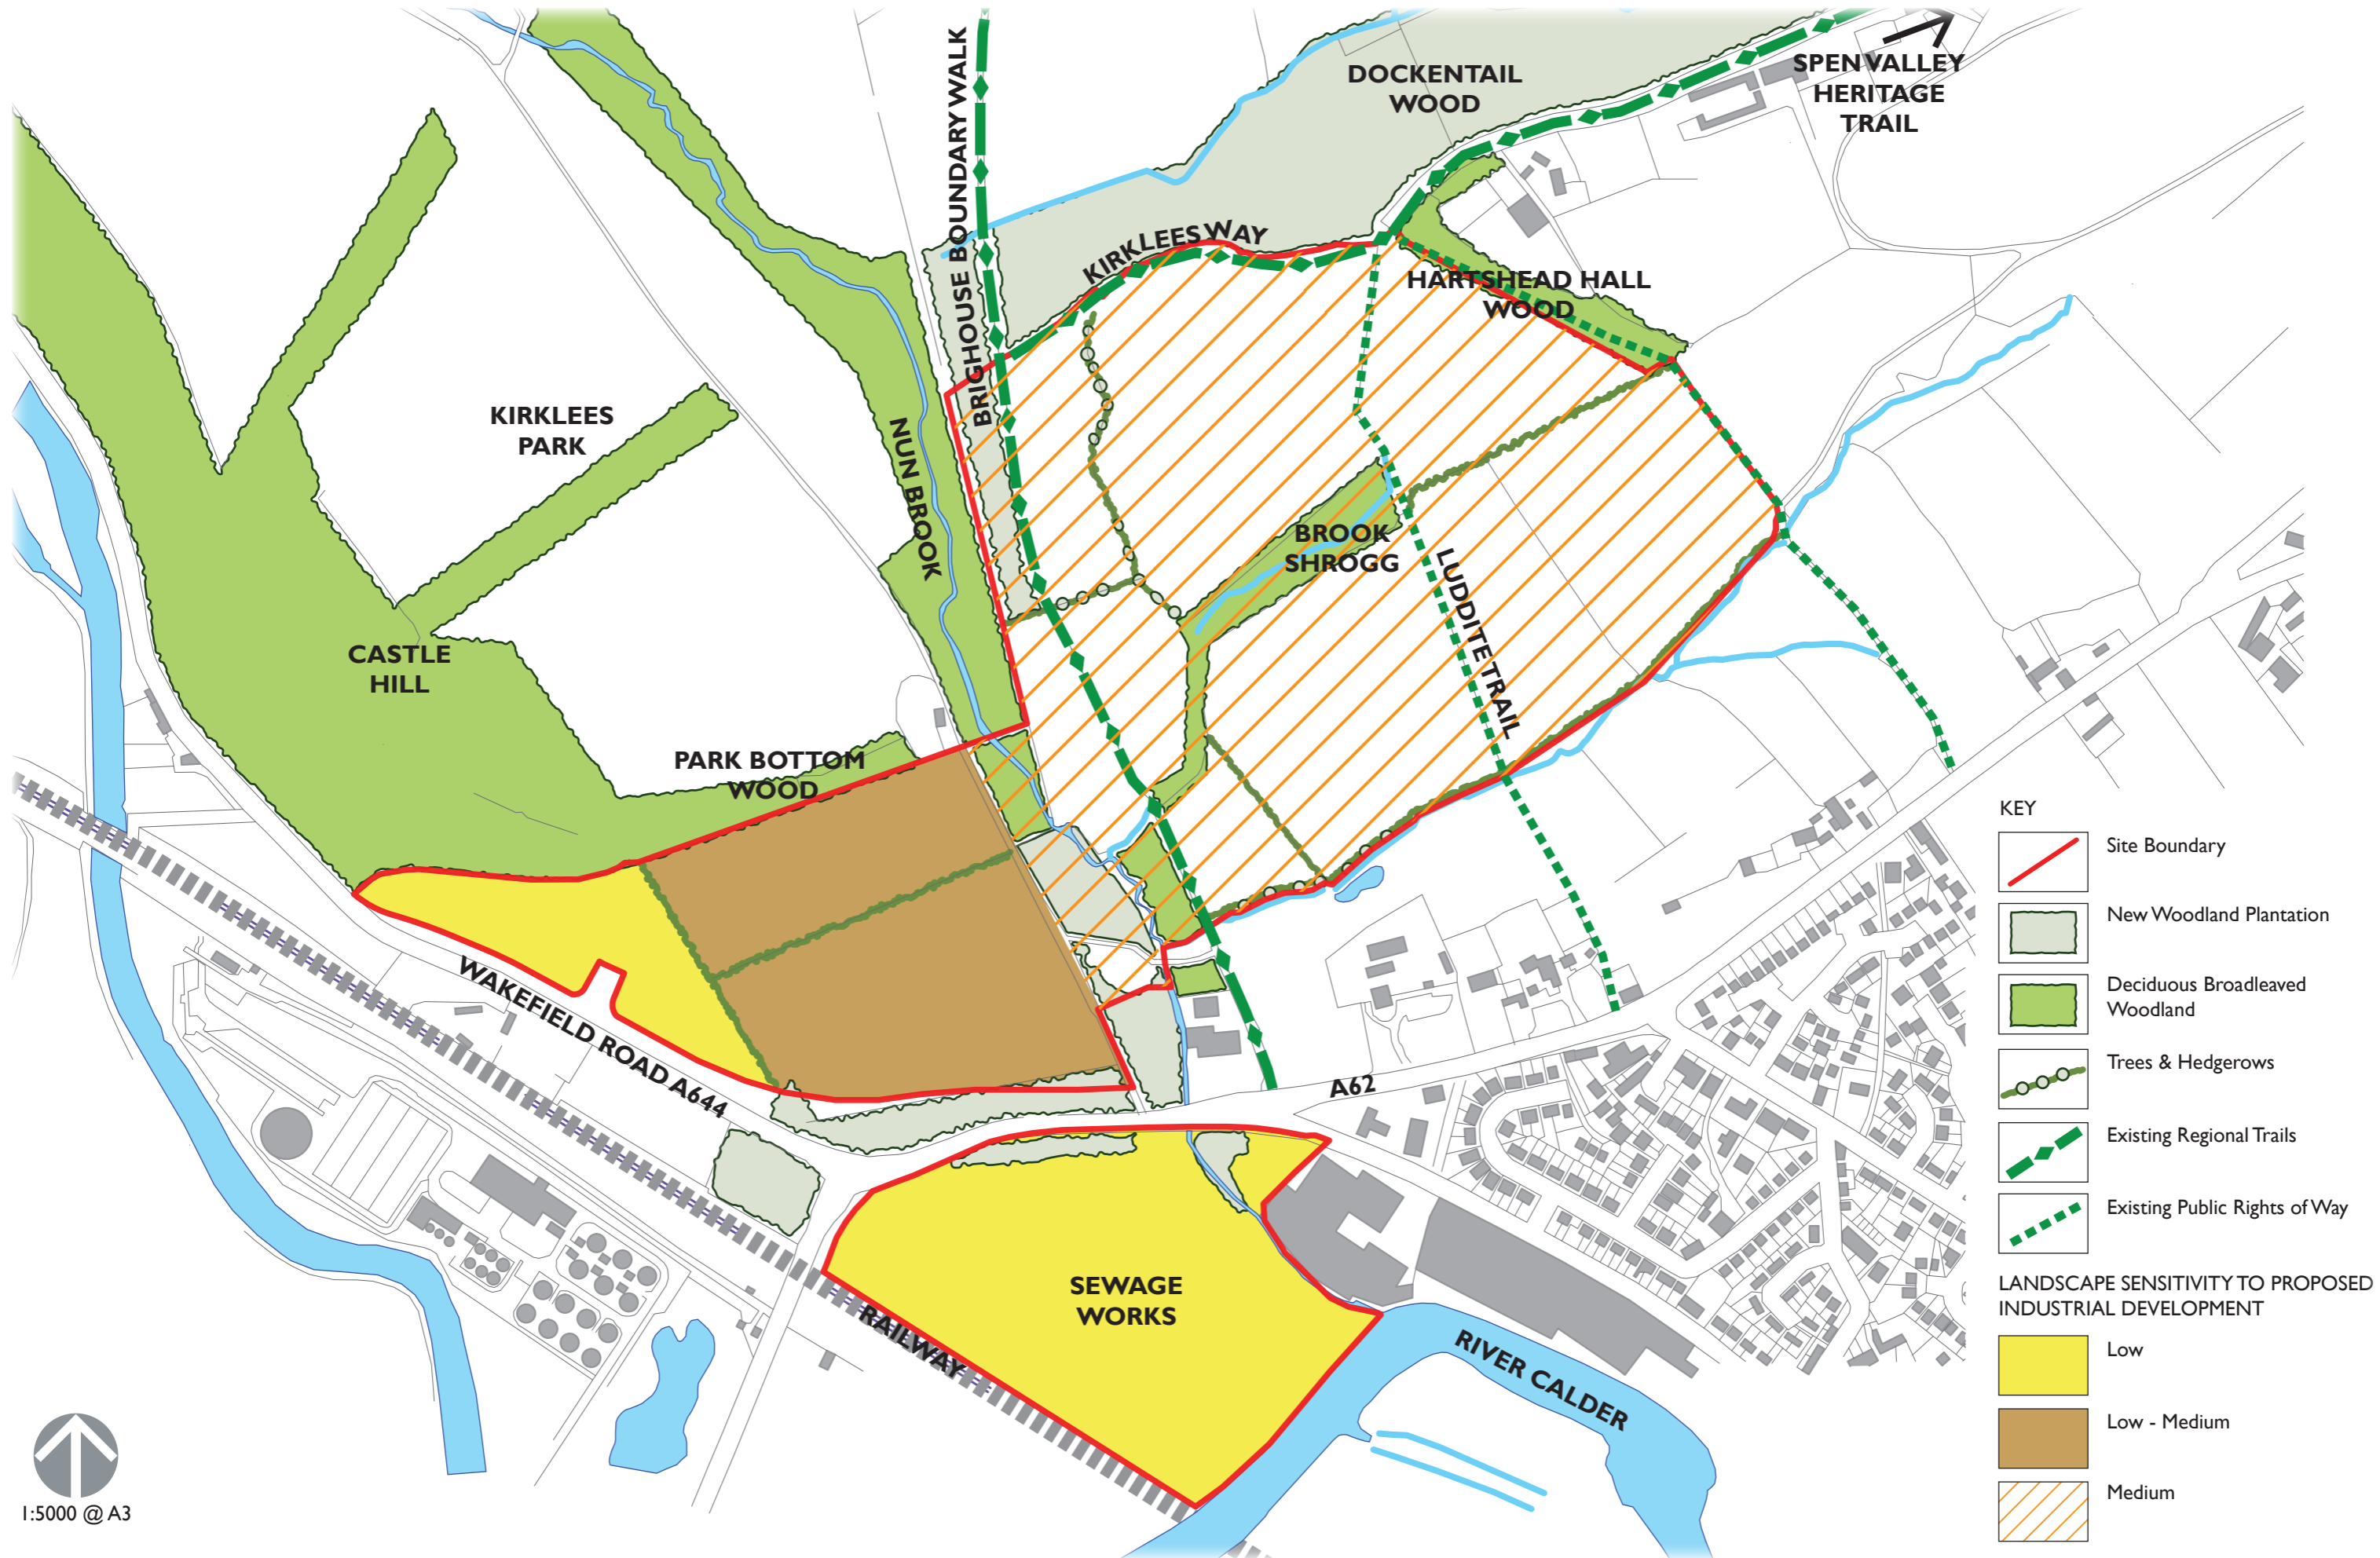 BRIGHHOUSE BOUNDARY WALK
DOCKENTAIL
WOOD
SPEN VALLEY
HERITAGE
TRAIL
KIRKLEES WAY
HARTSHEAD HALL
WOOD
KIRKLEES
PARK
NUN BROOK
BROOK
SHROGG
LUDDITE TRAIL
CASTLE
HILL
PARK BOTTOM
WOOD
WAKEFIELD ROAD A644
A62
SEWAGE
WORKS
RAILWAY
RIVER CALDER
1:5000 @ A3
KEY
Site Boundary
New Woodland Plantation
Deciduous Broadleaved
Woodland
Trees & Hedgerows
Existing Regional Trails
Existing Public Rights of Way
LANDSCAPE SENSITIVITY TO PROPOSED
INDUSTRIAL DEVELOPMENT
Low
Low - Medium
Medium